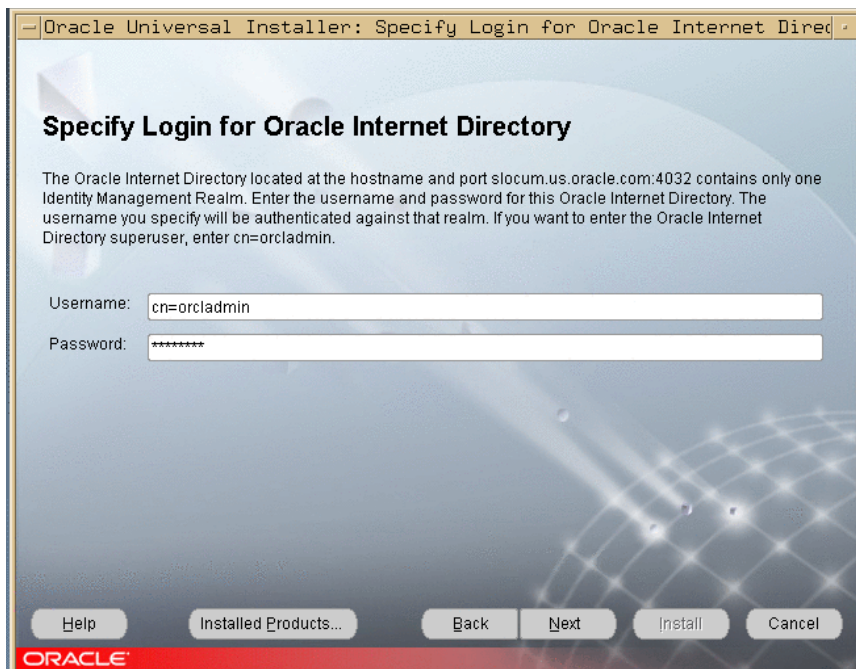 Oracle Universal Installer: Specify Login for Oracle Internet Direc
Specify Login for Oracle Internet Directory
The Oracle Internet Directory located at the hostname and port slocum.us.oracle.com:4032 contains only one
Identity Management Realm. Enter the username and password for this Oracle Internet Directory. The
username you specify will be authenticated against that realm. If you want to enter the Oracle Internet
Directory superuser, enter cn=orcladmin.
Username: cn=orcladmin
Password: ********
Help Installed Products... Back Next Install Cancel
ORACLE